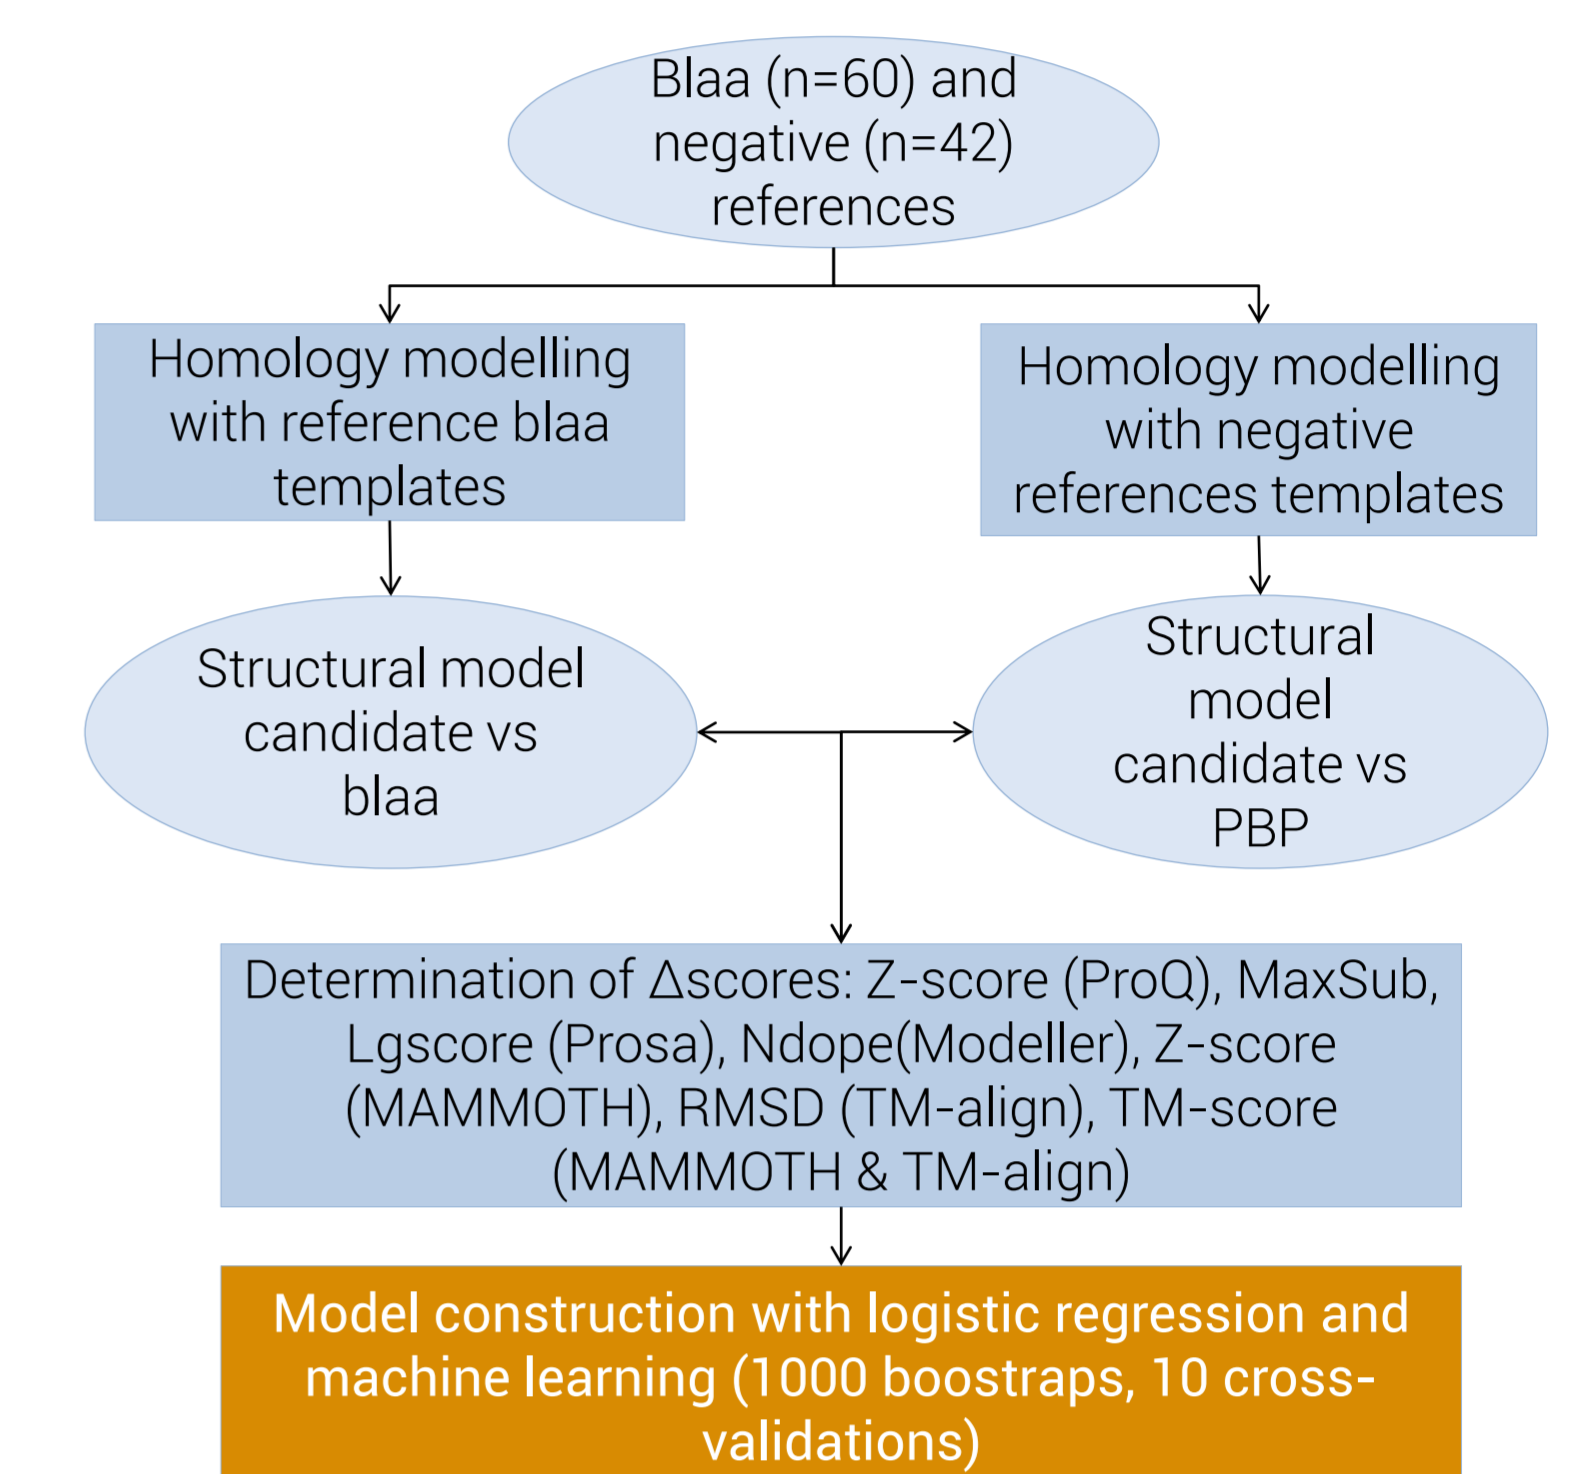 Blaa (n=60) and
negative (n=42)
references
Homology modelling
with reference blaa
templates
Homology modelling
with negative
references templates
Structural model
candidate vs
blaa
Structural
model
candidate vs
PBP
Determination of Δscores: Z-score (ProQ), MaxSub,
Lgscore (Prosa), Ndope(Modeller), Z-score
(MAMMOTH), RMSD (TM-align), TM-score
(MAMMOTH & TM-align)
Model construction with logistic regression and
machine learning (1000 boostraps, 10 cross-
validations)